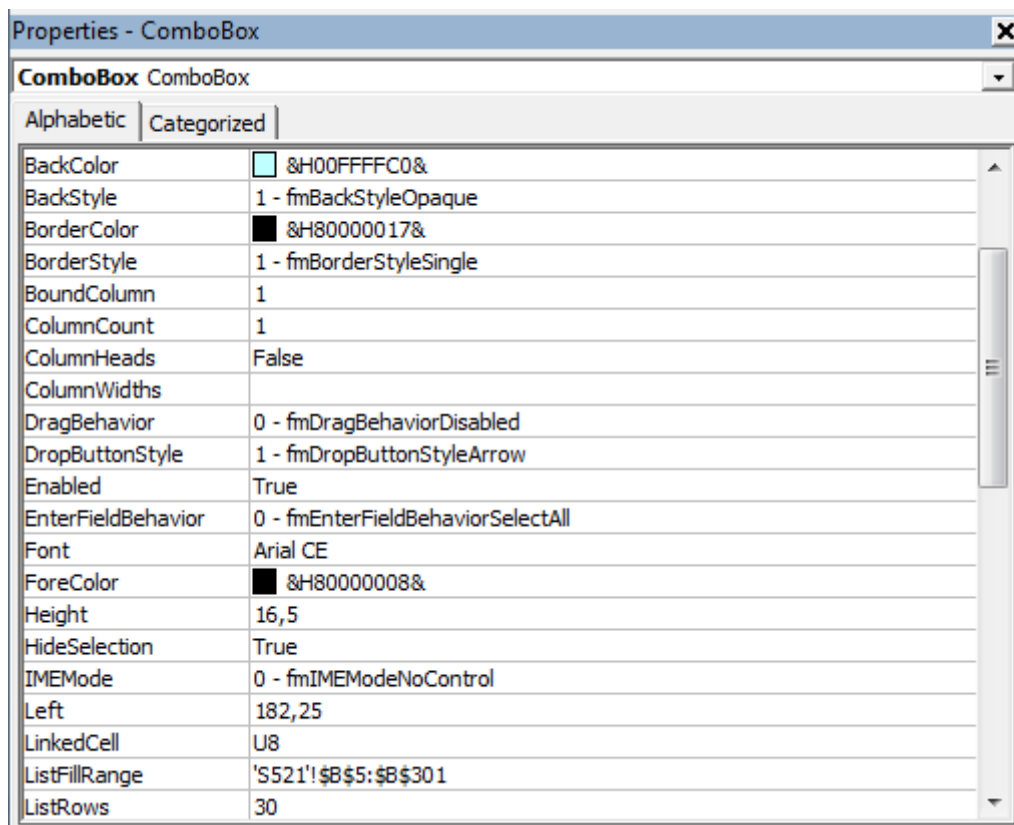 Properties - ComboBox
ComboBox ComboBox
Alphabetic Categorized
BackColor &H00FFFFC0&
BackStyle 1 - fmBackStyleOpaque
BorderColor &H80000017&
BorderStyle 1 - fmBorderStyleSingle
BoundColumn 1
ColumnCount 1
ColumnHeads False
ColumnWidths
DragBehavior 0 - fmDragBehaviorDisabled
DropButtonStyle 1 - fmDropButtonStyleArrow
Enabled True
EnterFieldBehavior 0 - fmEnterFieldBehaviorSelectAll
Font Arial CE
ForeColor &H80000008&
Height 16,5
HideSelection True
IMEMode 0 - fmIMEModeNoControl
Left 182,25
LinkedCell U8
ListFillRange 'S521'!$B$5:$B$301
ListRows 30